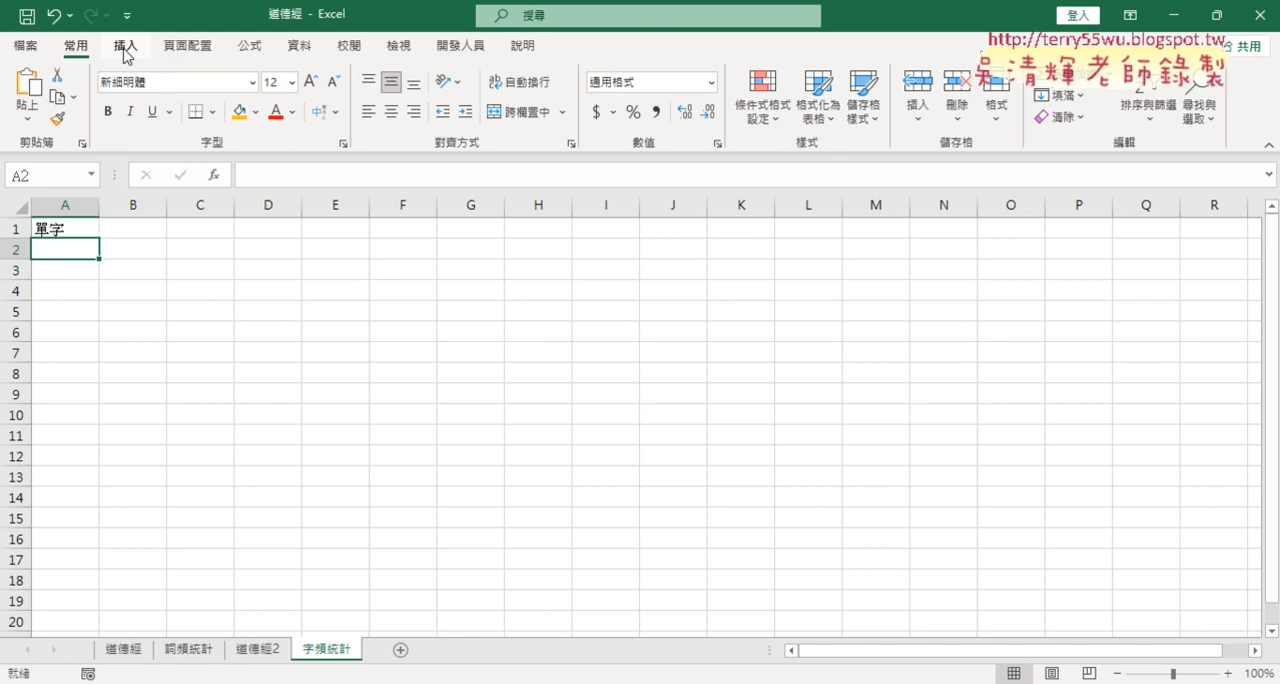 道德經 - Excel
搜尋
登入
檔案 常用 插入 頁面配置 公式 資料 校閱 檢視 開發人員 說明
共用
http://terry55wu.blogspot.tw
吳清輝老師錄製
貼上
新細明體 12
自動換行
通用格式
B I U
跨欄置中
$ % ,
條件式格式設定
格式化為表格
儲存格樣式
插入
刪除
格式
填滿
清除
排序與篩選
尋找與選取
剪貼簿 字型 對齊方式 數值 樣式 儲存格 編輯
A2 fx
A B C D E F G H I J K L M N O P Q R
1 單字
2
3
4
5
6
7
8
9
10
11
12
13
14
15
16
17
18
19
20
道德經 詞頻統計 道德經2 字頻統計
就緒
100%